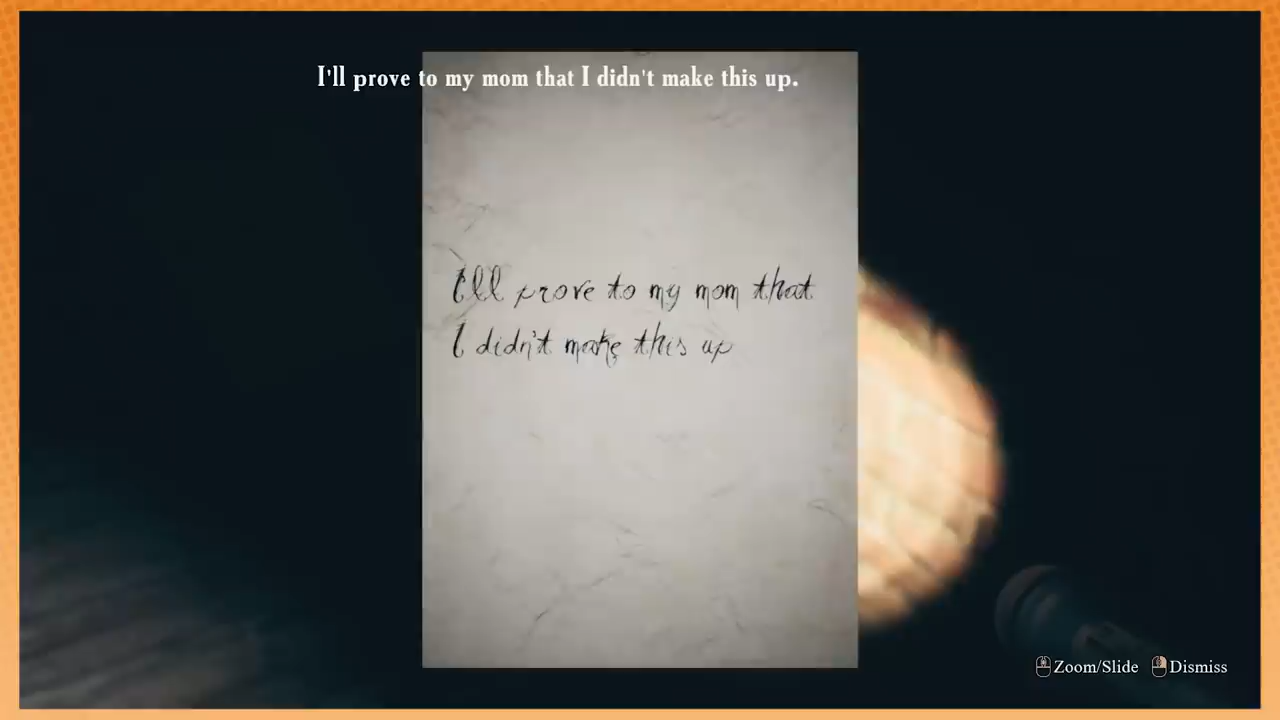 I'll prove to my mom that I didn't make this up.
I'll prove to my mom that
I didn't make this up
Zoom/Slide Dismiss